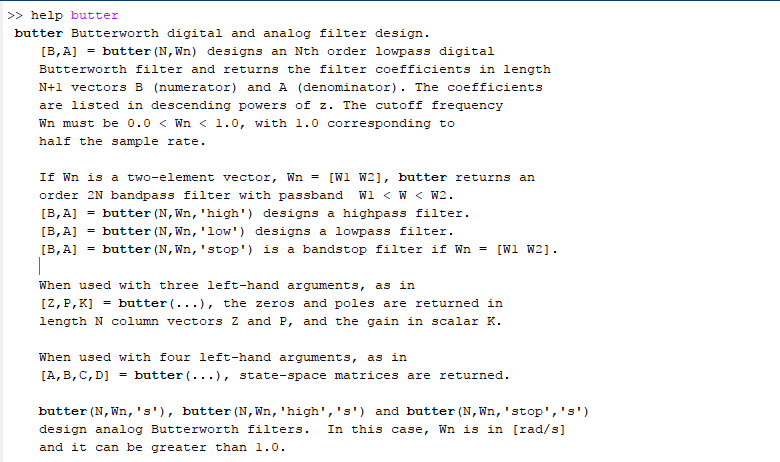 >> help butter
butter Butterworth digital and analog filter design.
[B,A] = butter(N,Wn) designs an Nth order lowpass digital
Butterworth filter and returns the filter coefficients in length
N+1 vectors B (numerator) and A (denominator). The coefficients
are listed in descending powers of z. The cutoff frequency
Wn must be 0.0 < Wn < 1.0, with 1.0 corresponding to
half the sample rate.
If Wn is a two-element vector, Wn = [W1 W2], butter returns an
order 2N bandpass filter with passband  W1 < W < W2.
[B,A] = butter(N,Wn,'high') designs a highpass filter.
[B,A] = butter(N,Wn,'low') designs a lowpass filter.
[B,A] = butter(N,Wn,'stop') is a bandstop filter if Wn = [W1 W2].
When used with three left-hand arguments, as in
[Z,P,K] = butter(...), the zeros and poles are returned in
length N column vectors Z and P, and the gain in scalar K.
When used with four left-hand arguments, as in
[A,B,C,D] = butter(...), state-space matrices are returned.
butter(N,Wn,'s'), butter(N,Wn,'high','s') and butter(N,Wn,'stop','s')
design analog Butterworth filters.  In this case, Wn is in [rad/s]
and it can be greater than 1.0.